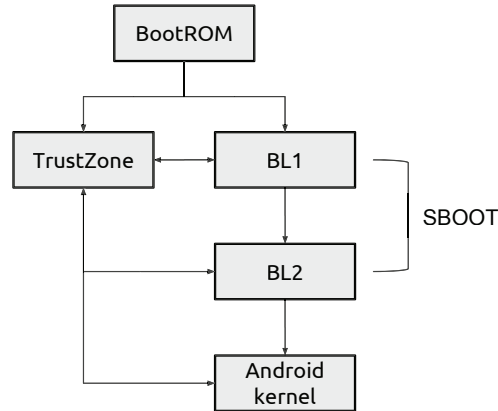 BootROM
TrustZone
BL1
SBOOT
BL2
Android
kernel